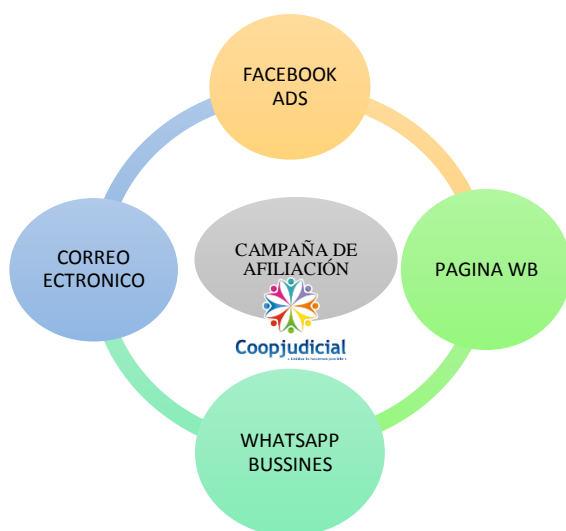 FACEBOOK
ADS
CORREO
ECTRONICO
CAMPAÑA DE
AFILIACIÓN
PAGINA WB
Coopjudicial
WHATSAPP
BUSSINES